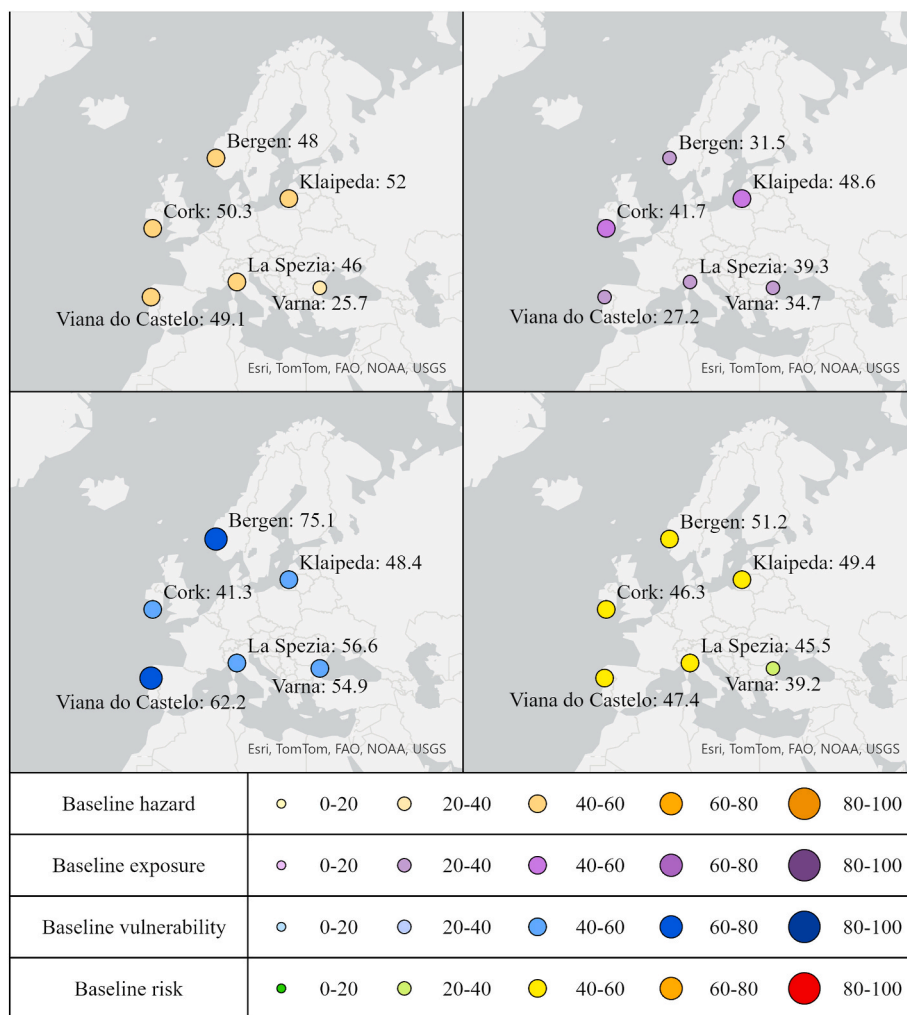 Bergen: 48
Klaipeda: 52
Cork: 50.3
La Spezia: 46
Varna: 25.7
Viana do Castelo: 49.1
Esri, TomTom, FAO, NOAA, USGS
Bergen: 31.5
Klaipeda: 48.6
Cork: 41.7
La Spezia: 39.3
Varna: 34.7
Viana do Castelo: 27.2
Esri, TomTom, FAO, NOAA, USGS
Bergen: 75.1
Klaipeda: 48.4
Cork: 41.3
La Spezia: 56.6
Varna: 54.9
Viana do Castelo: 62.2
Esri, TomTom, FAO, NOAA, USGS
Bergen: 51.2
Klaipeda: 49.4
Cork: 46.3
La Spezia: 45.5
Varna: 39.2
Viana do Castelo: 47.4
Esri, TomTom, FAO, NOAA, USGS
Baseline hazard 0-20 20-40 40-60 60-80 80-100
Baseline exposure 0-20 20-40 40-60 60-80 80-100
Baseline vulnerability 0-20 20-40 40-60 60-80 80-100
Baseline risk 0-20 20-40 40-60 60-80 80-100